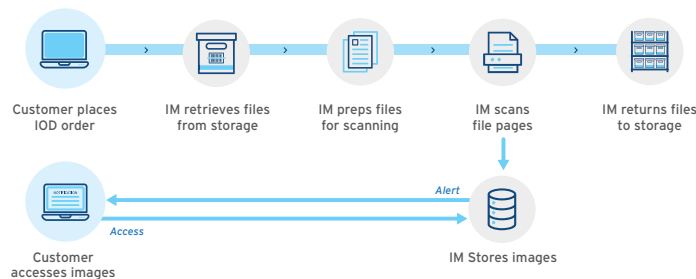 Customer places
IOD order
IM retrieves files
from storage
IM preps files
for scanning
IM scans
file pages
IM returns files
to storage
NOTIFICATION
Alert
Access
Customer
accesses images
IM Stores images